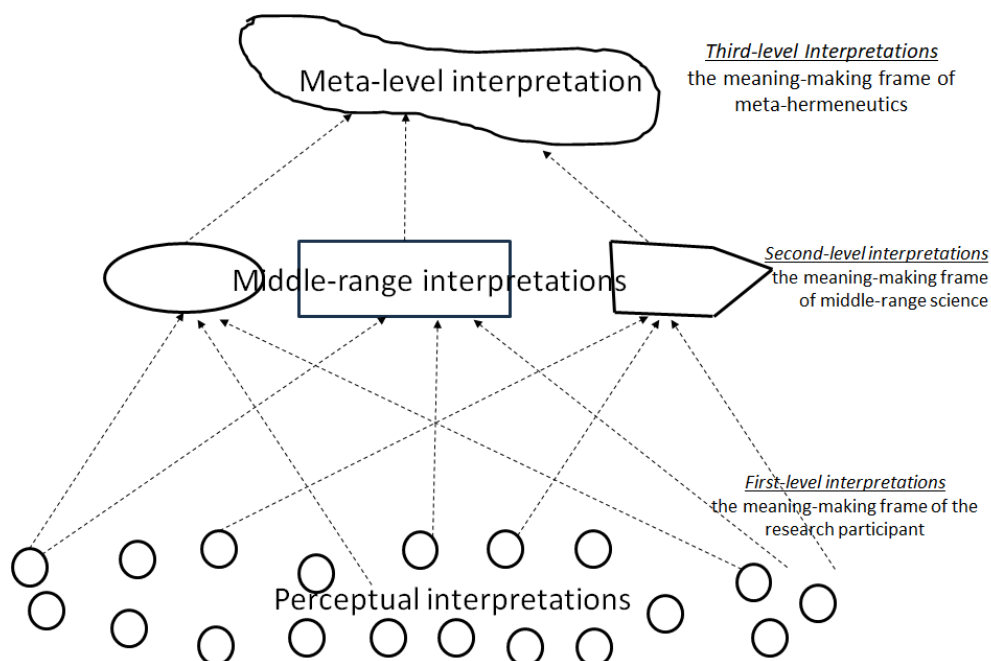 Meta-level interpretation
Third-level Interpretations
the meaning-making frame of
meta-hermeneutics
Middle-range interpretations
Second-level interpretations
the meaning-making frame
of middle-range science
First-level interpretations
the meaning-making frame of the
research participant
Perceptual interpretations